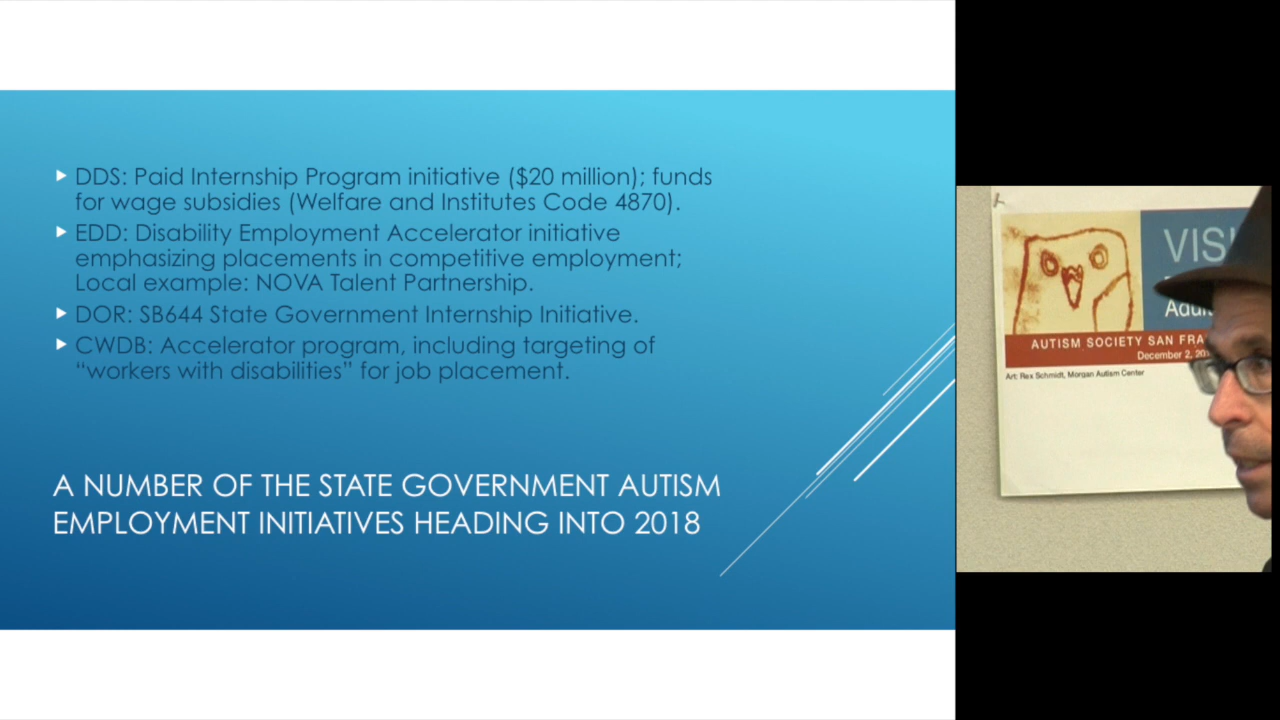 DDS: Paid Internship Program initiative ($20 million); funds
for wage subsidies (Welfare and Institutes Code 4870).
EDD: Disability Employment Accelerator initiative
emphasizing placements in competitive employment;
Local example: NOVA Talent Partnership.
DOR: SB644 State Government Internship Initiative.
CWDB: Accelerator program, including targeting of
“workers with disabilities” for job placement.
A NUMBER OF THE STATE GOVERNMENT AUTISM
EMPLOYMENT INITIATIVES HEADING INTO 2018
AUTISM SOCIETY SAN
December 2,
Art: Rex Schmidt, Morgan Autism Center